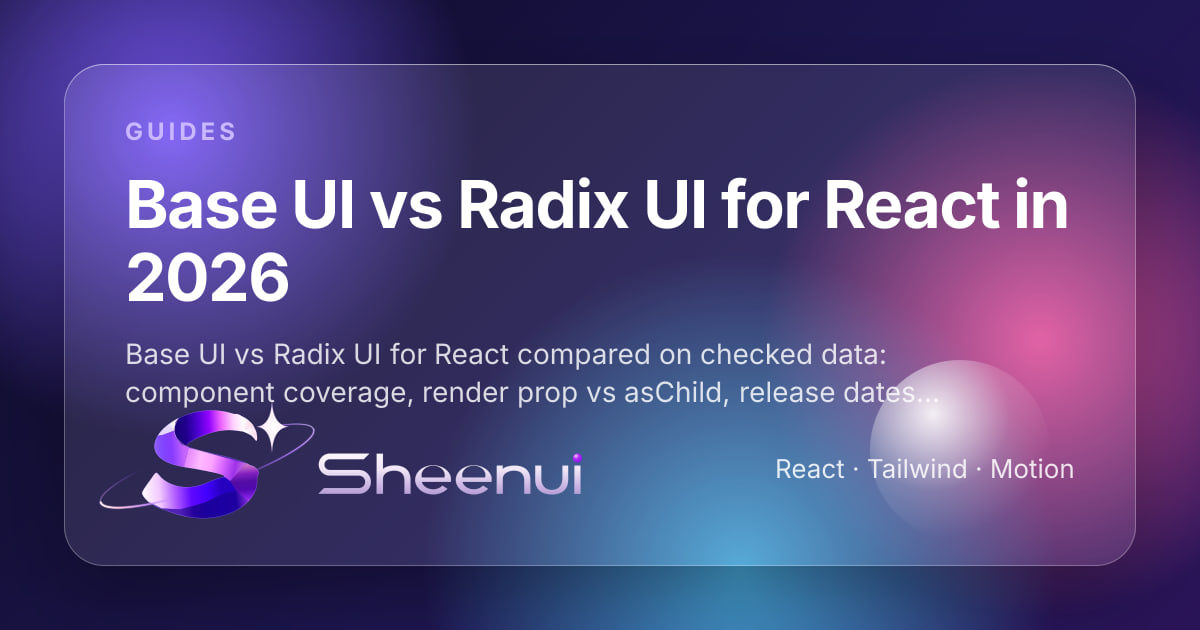 GUIDES
Base UI vs Radix UI for React in
2026
Base UI vs Radix UI for React compared on checked data:
component coverage, render prop vs asChild, release dates...
Sheenui
React · Tailwind · Motion